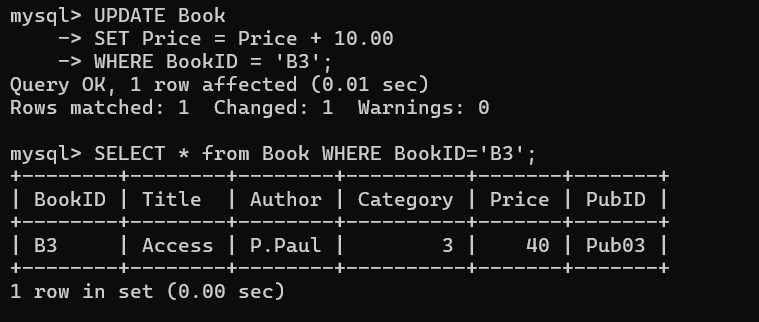 mysql> UPDATE Book
    -> SET Price = Price + 10.00
    -> WHERE BookID = 'B3';
Query OK, 1 row affected (0.01 sec)
Rows matched: 1  Changed: 1  Warnings: 0

mysql> SELECT * from Book WHERE BookID='B3';
+--------+--------+--------+----------+-------+-------+
| BookID | Title  | Author | Category | Price | PubID |
+--------+--------+--------+----------+-------+-------+
| B3     | Access | P.Paul |        3 |    40 | Pub03 |
+--------+--------+--------+----------+-------+-------+
1 row in set (0.00 sec)